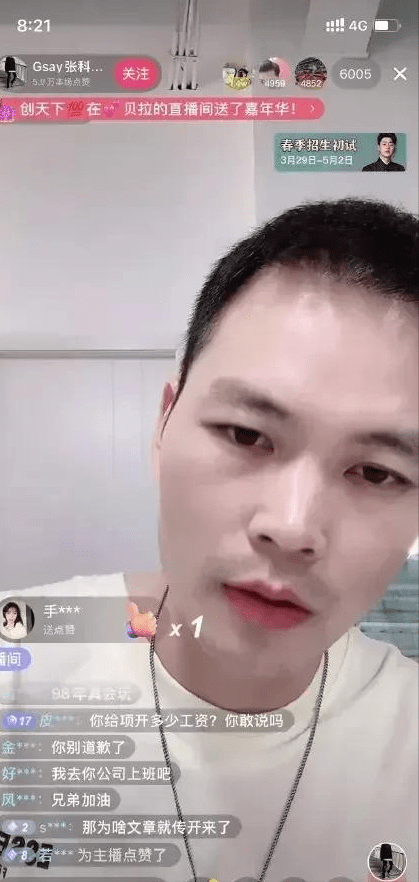 8:21
4G
Gsay张科...
5.9万本场点赞
关注
4959
4852
6005
创天下💯在 贝拉的直播间送了嘉年华!
春季招生初试
3月29日-5月2日
手***
送点赞
x 1
播间
98年真会玩
17 皮***: 你给项开多少工资? 你敢说吗
金***: 你别道歉了
好***: 我去你公司上班吧
风***: 兄弟加油
2 s***: 那为啥文章就传开来了
8 若*** 为主播点赞了